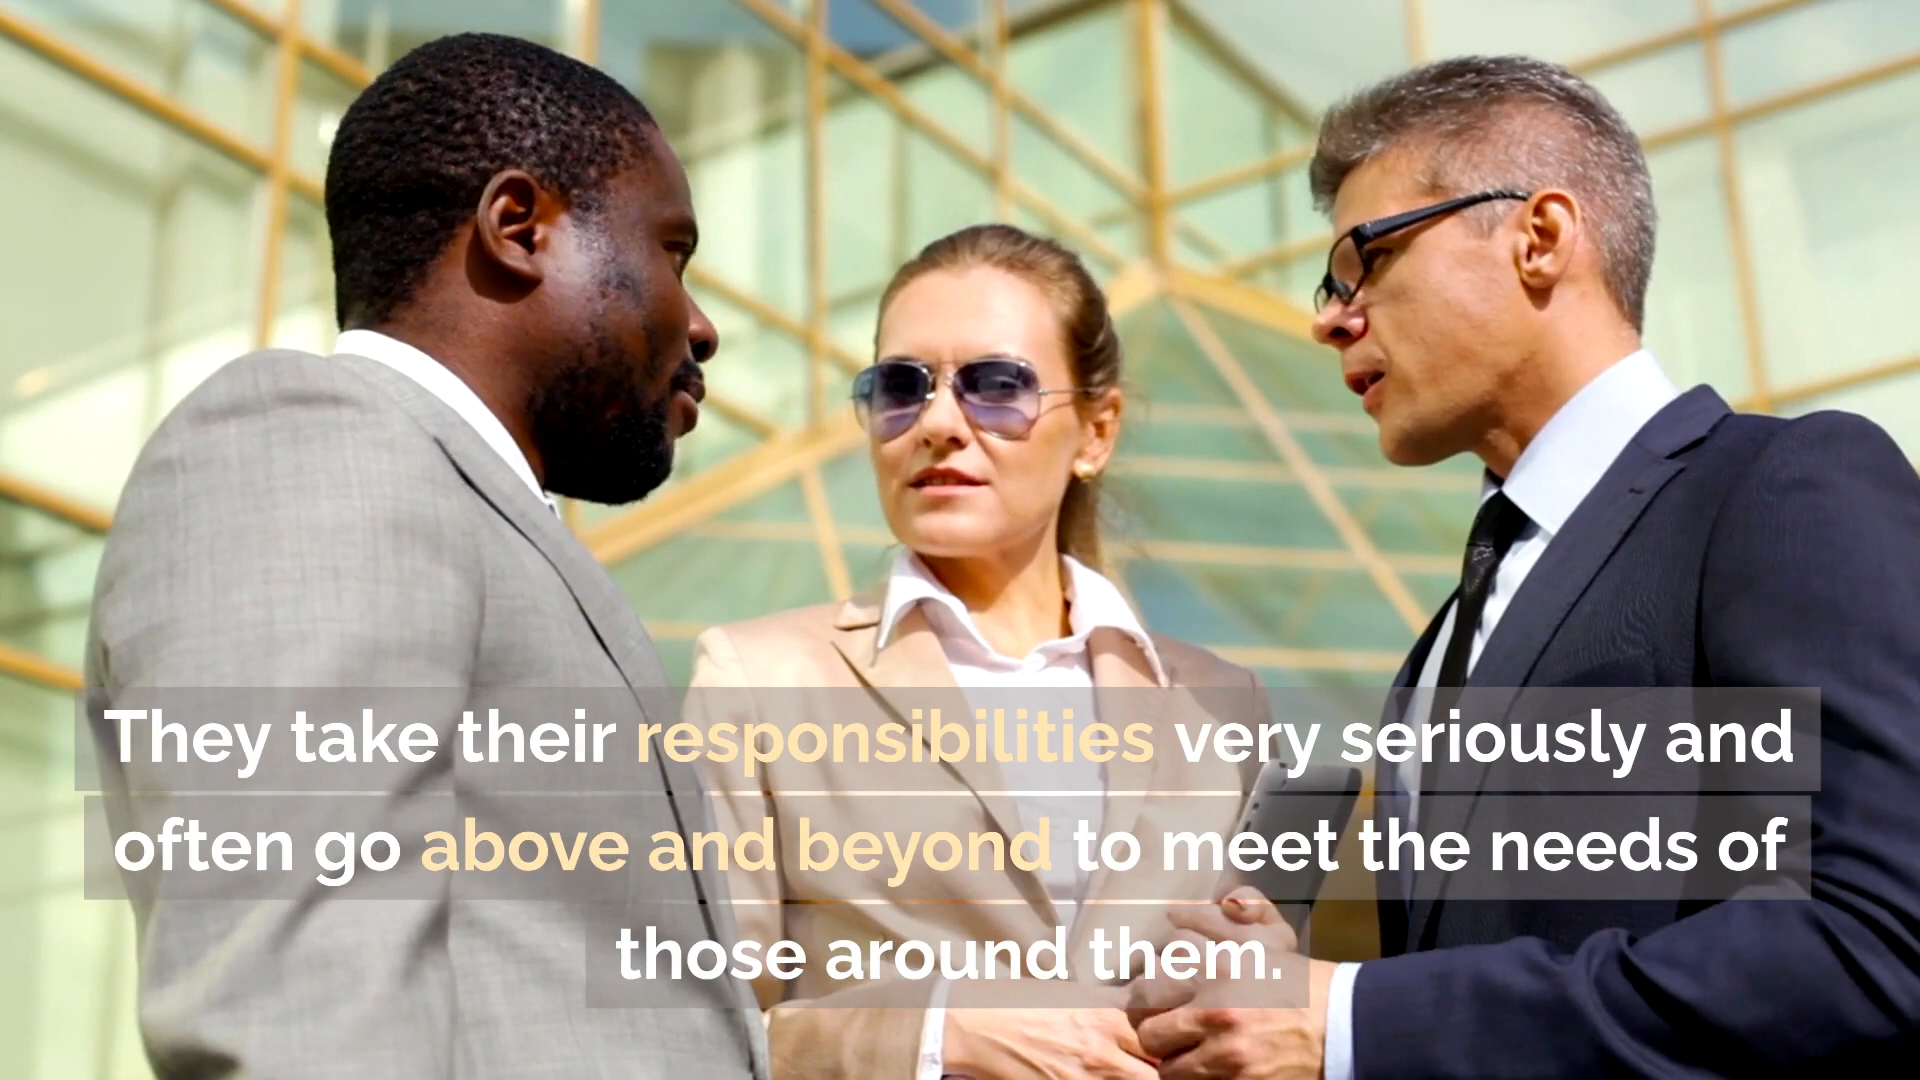 They take their responsibilities very seriously and
often go above and beyond to meet the needs of
those around them.